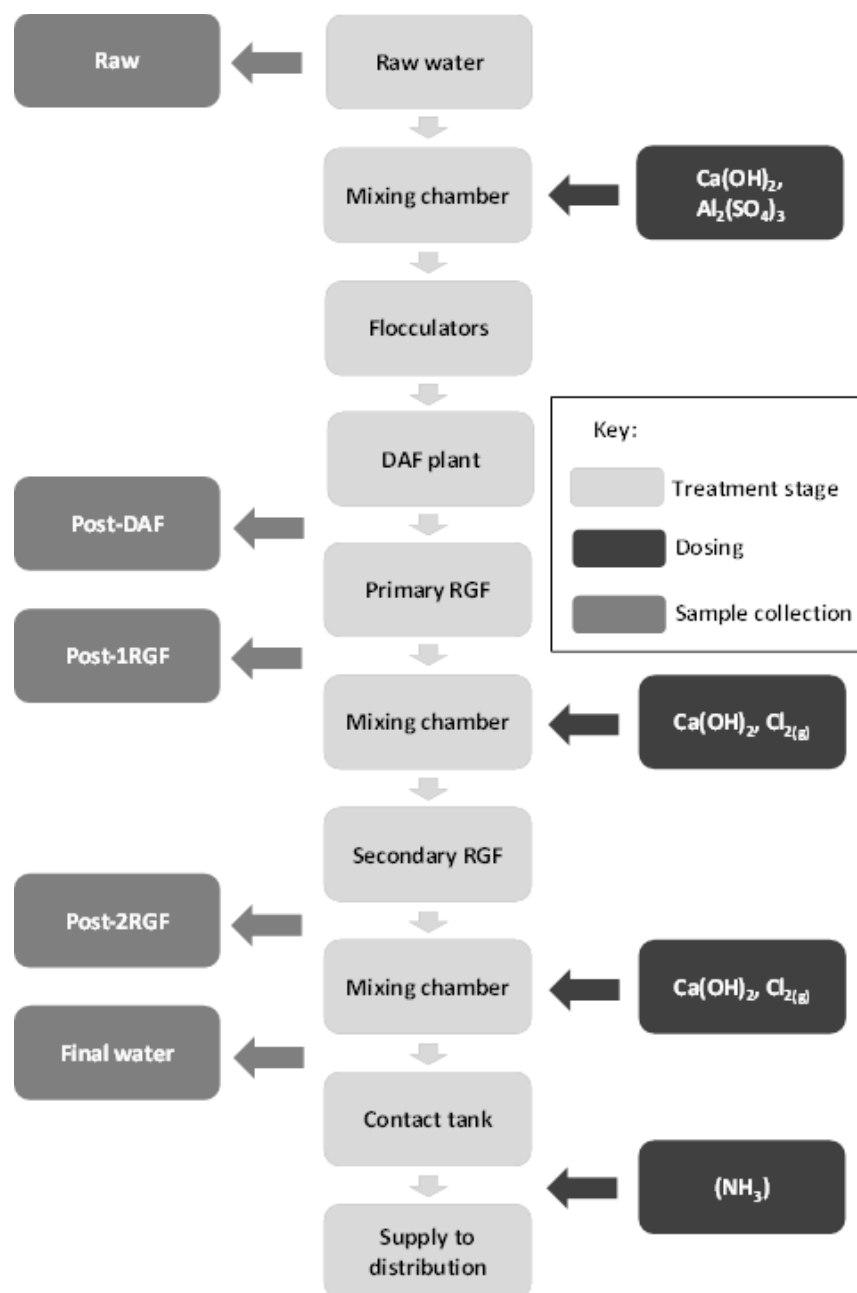 Raw
Raw water
Mixing chamber
Ca(OH)₂,
Al₂(SO₄)₃
Flocculators
DAF plant
Key:
Treatment stage
Dosing
Sample collection
Post-DAF
Primary RGF
Post-1RGF
Mixing chamber
Ca(OH)₂, Cl₂₍g₎
Secondary RGF
Post-2RGF
Mixing chamber
Ca(OH)₂, Cl₂₍g₎
Final water
Contact tank
(NH₃)
Supply to
distribution